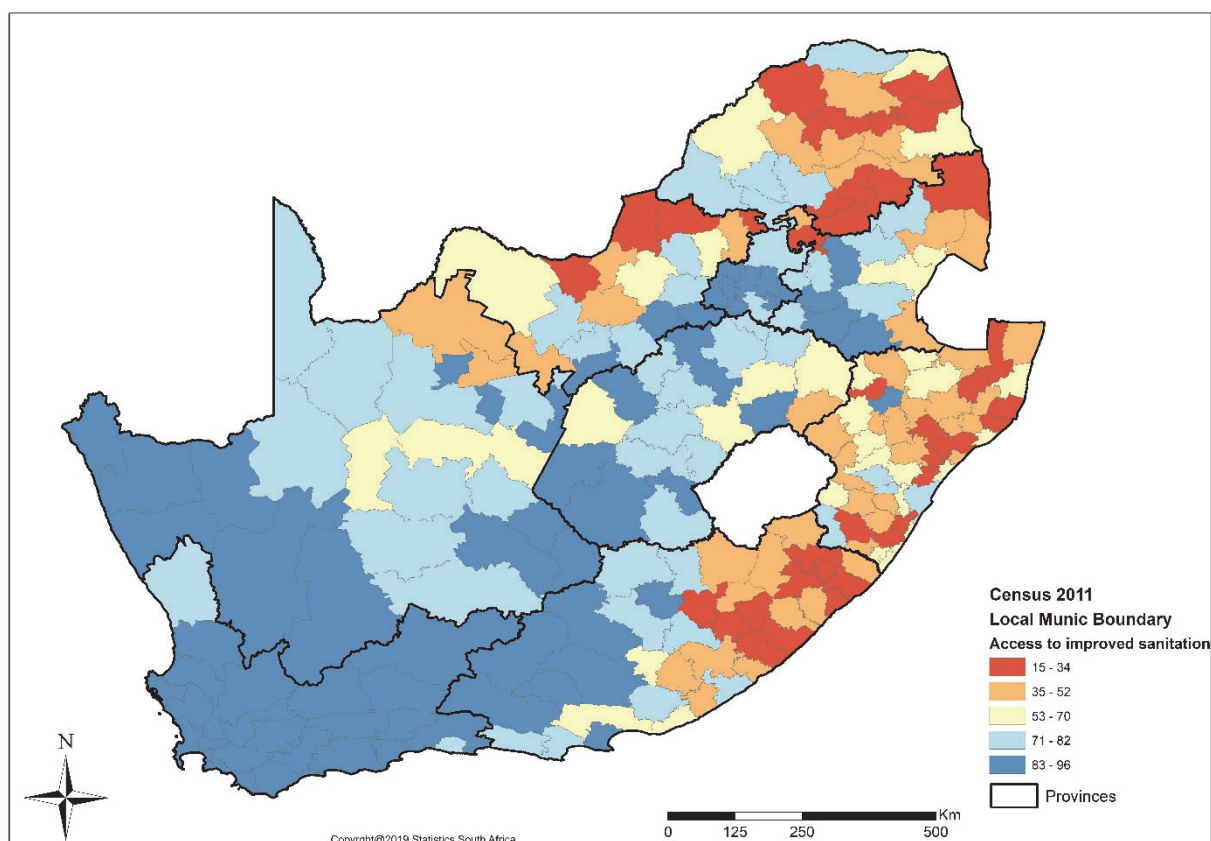 N
Census 2011
Local Munic Boundary
Access to improved sanitation
15 - 34
35 - 52
53 - 70
71 - 82
83 - 96
Provinces
Km
0 125 250 500
Copyright@2019 Statistics South Africa